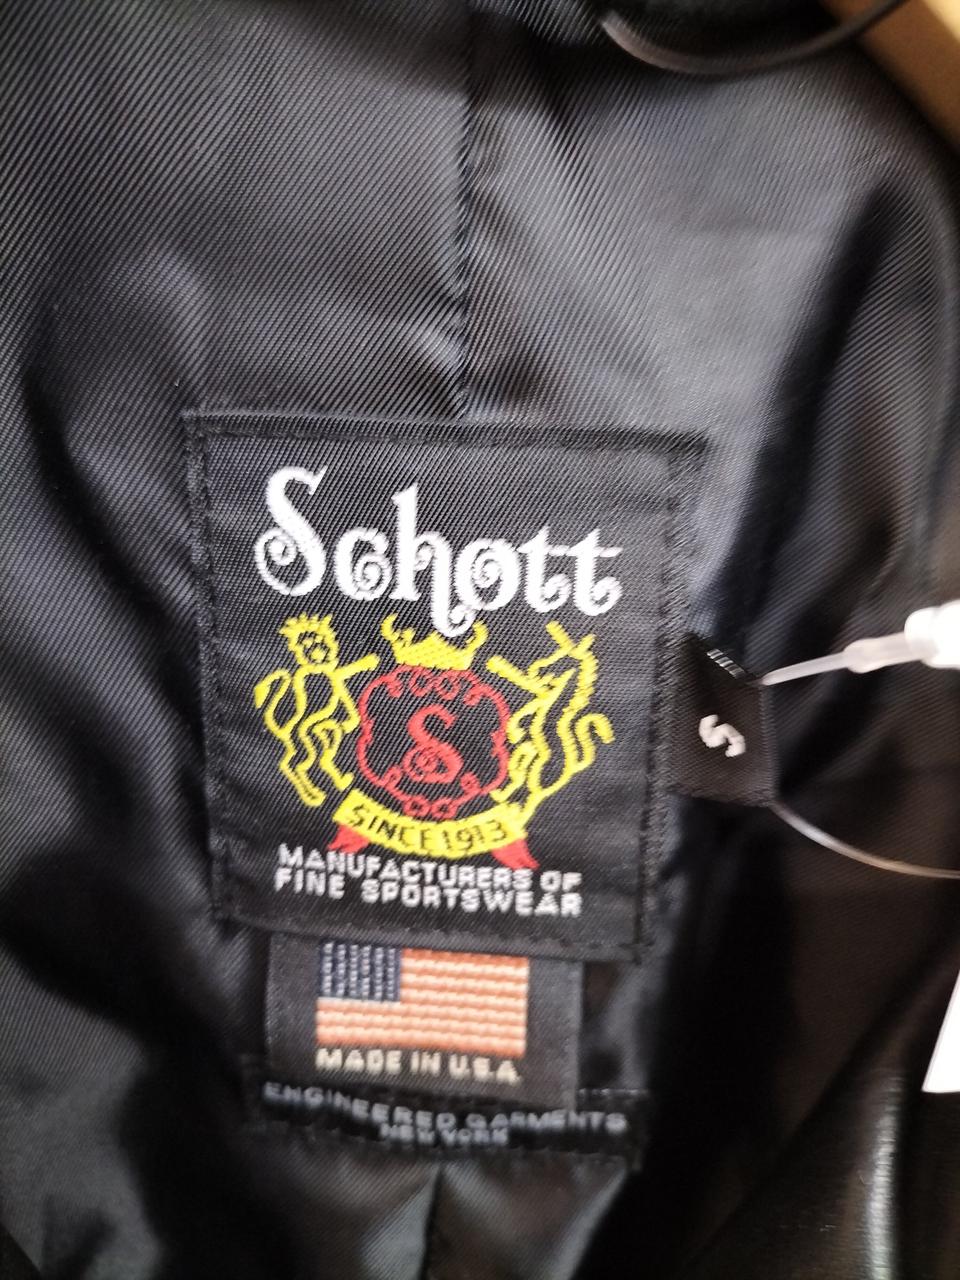 Schott
S
SINCE 1913
MANUFACTURERS OF
FINE SPORTSWEAR
S
MADE IN U.S.A.
ENGINEERED GARMENTS
NEW YORK